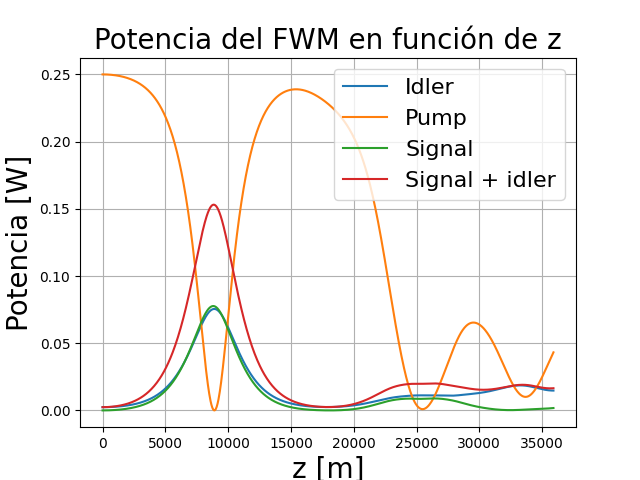 Potencia del FWM en función de z
Potencia [W]
0.25
0.20
0.15
0.10
0.05
0.00
Idler
Pump
Signal
Signal + idler
0 5000 10000 15000 20000 25000 30000 35000
z [m]